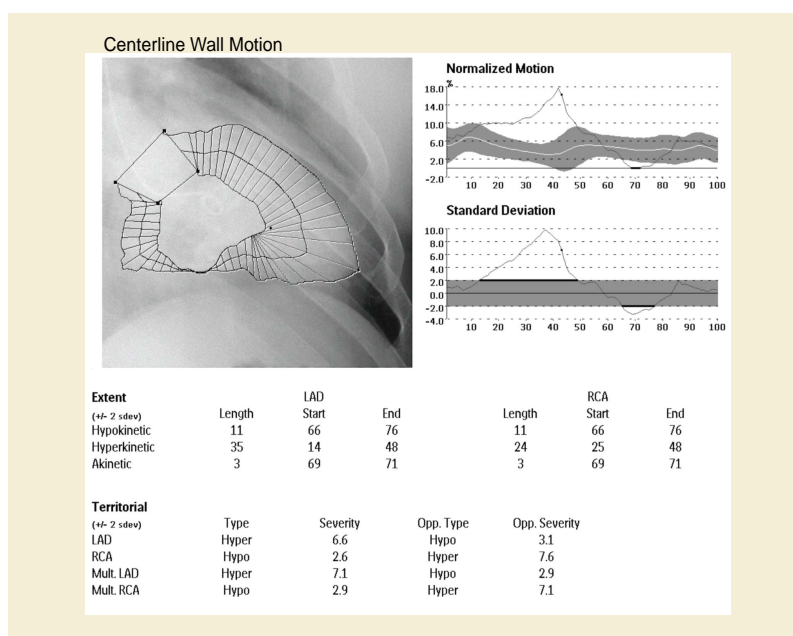 Centerline Wall Motion
Normalized Motion
%
18.0
14.0
10.0
6.0
2.0
-2.0
10 20 30 40 50 60 70 80 90 100
Standard Deviation
10.0
8.0
6.0
4.0
2.0
0.0
-2.0
-4.0
10 20 30 40 50 60 70 80 90 100
Extent LAD RCA
(+/- 2 sdev) Length Start End Length Start End
Hypokinetic 11 66 76 11 66 76
Hyperkinetic 35 14 48 24 25 48
Akinetic 3 69 71 3 69 71
Territorial
(+/- 2 sdev) Type Severity Opp. Type Opp. Severity
LAD Hyper 6.6 Hypo 3.1
RCA Hypo 2.6 Hyper 7.6
Mult. LAD Hyper 7.1 Hypo 2.9
Mult. RCA Hypo 2.9 Hyper 7.1